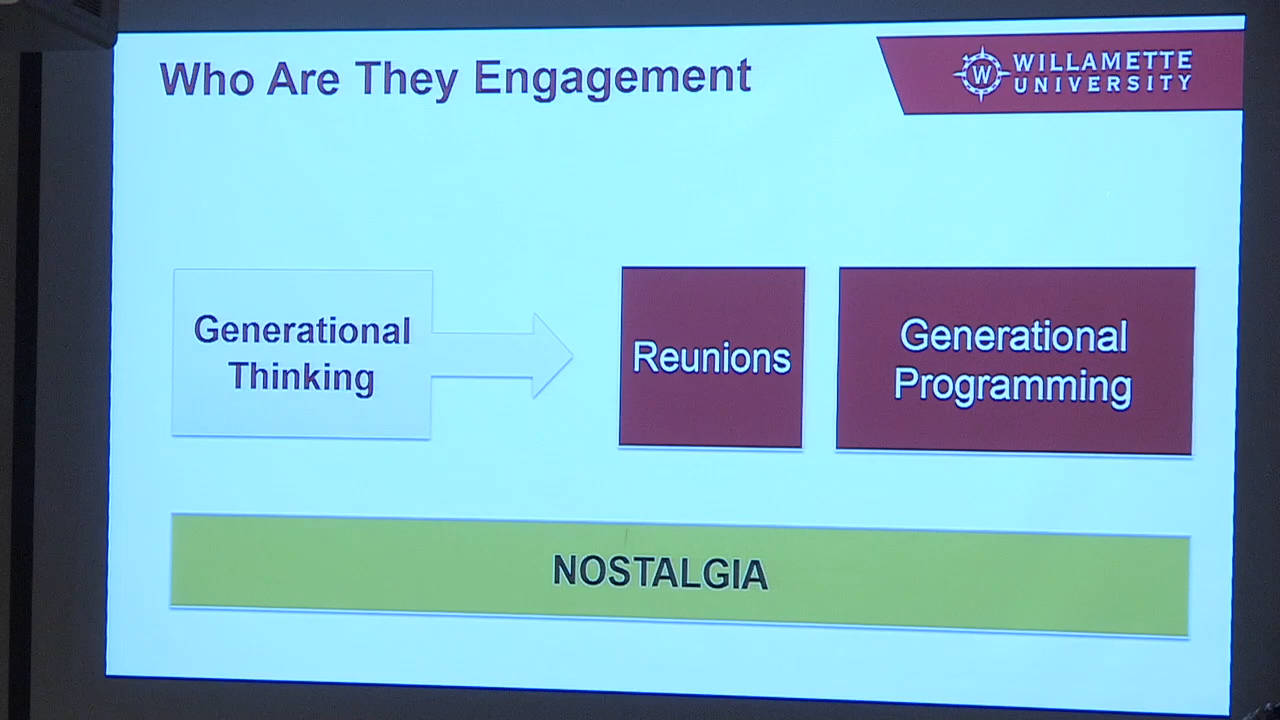 Who Are They Engagement
W
WILLAMETTE
UNIVERSITY
Generational
Thinking
Reunions
Generational
Programming
NOSTALGIA